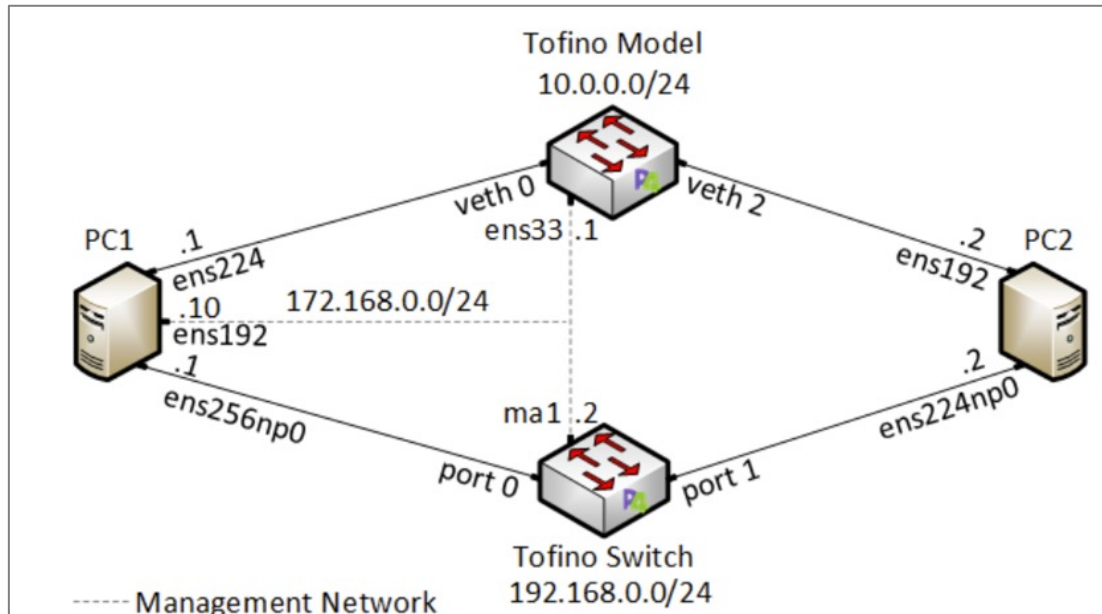 Tofino Model
10.0.0.0/24
veth 0
veth 2
ens33 .1
PC1
.1
ens224
.2
ens192
PC2
.10
172.168.0.0/24
ens192
.1
ens256np0
.2
ens224np0
ma1 .2
port 0
port 1
P4
P4
Tofino Switch
192.168.0.0/24
------ Management Network